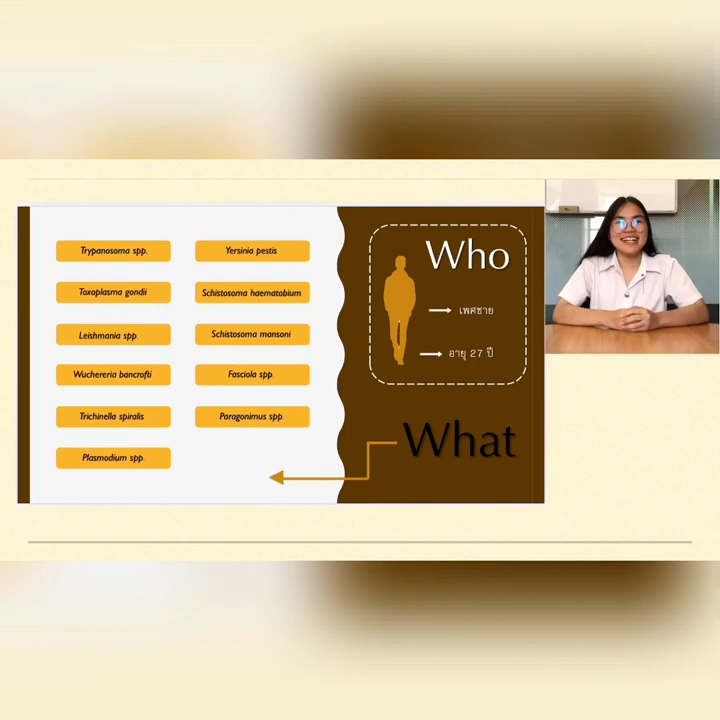 Trypanosoma spp.
Toxoplasma gondii
Leishmania spp.
Wuchereria bancrofti
Trichinella spiralis
Plasmodium spp.
Yersinia pestis
Schistosoma haematobium
Schistosoma mansoni
Fasciola spp.
Paragonimus spp.
Who
เพศชาย
อายุ 27 ปี
What